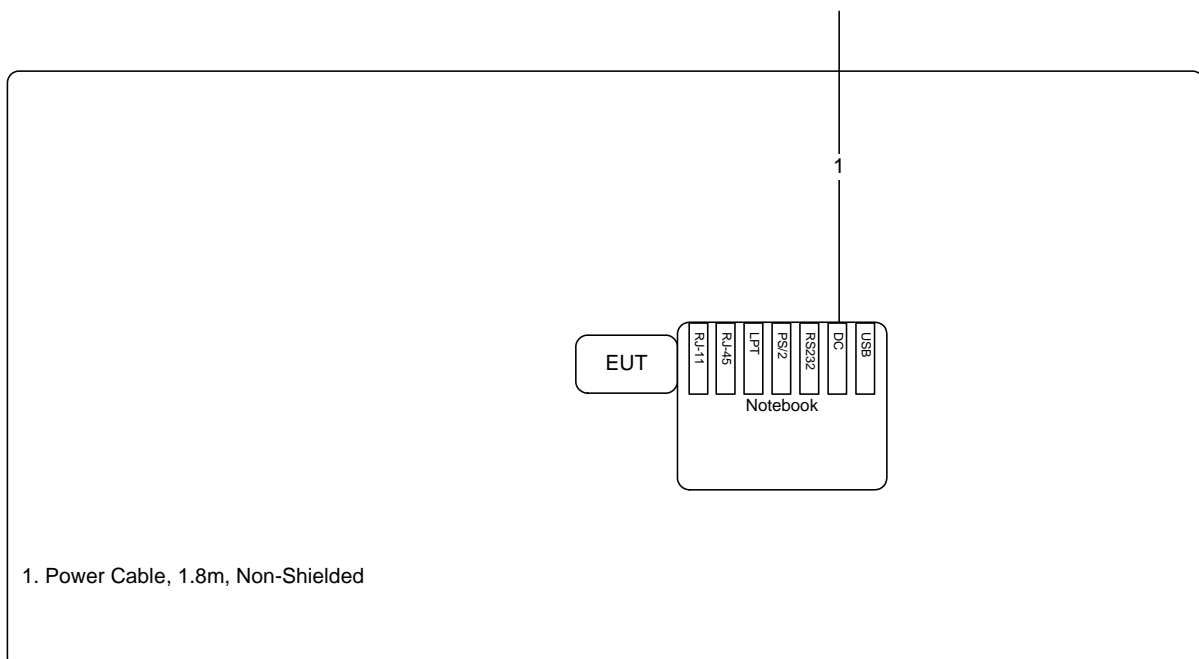 1
EUT
RJ-11
RJ-45
LPT
PS/2
RS232
DC
USB
Notebook
1. Power Cable, 1.8m, Non-Shielded